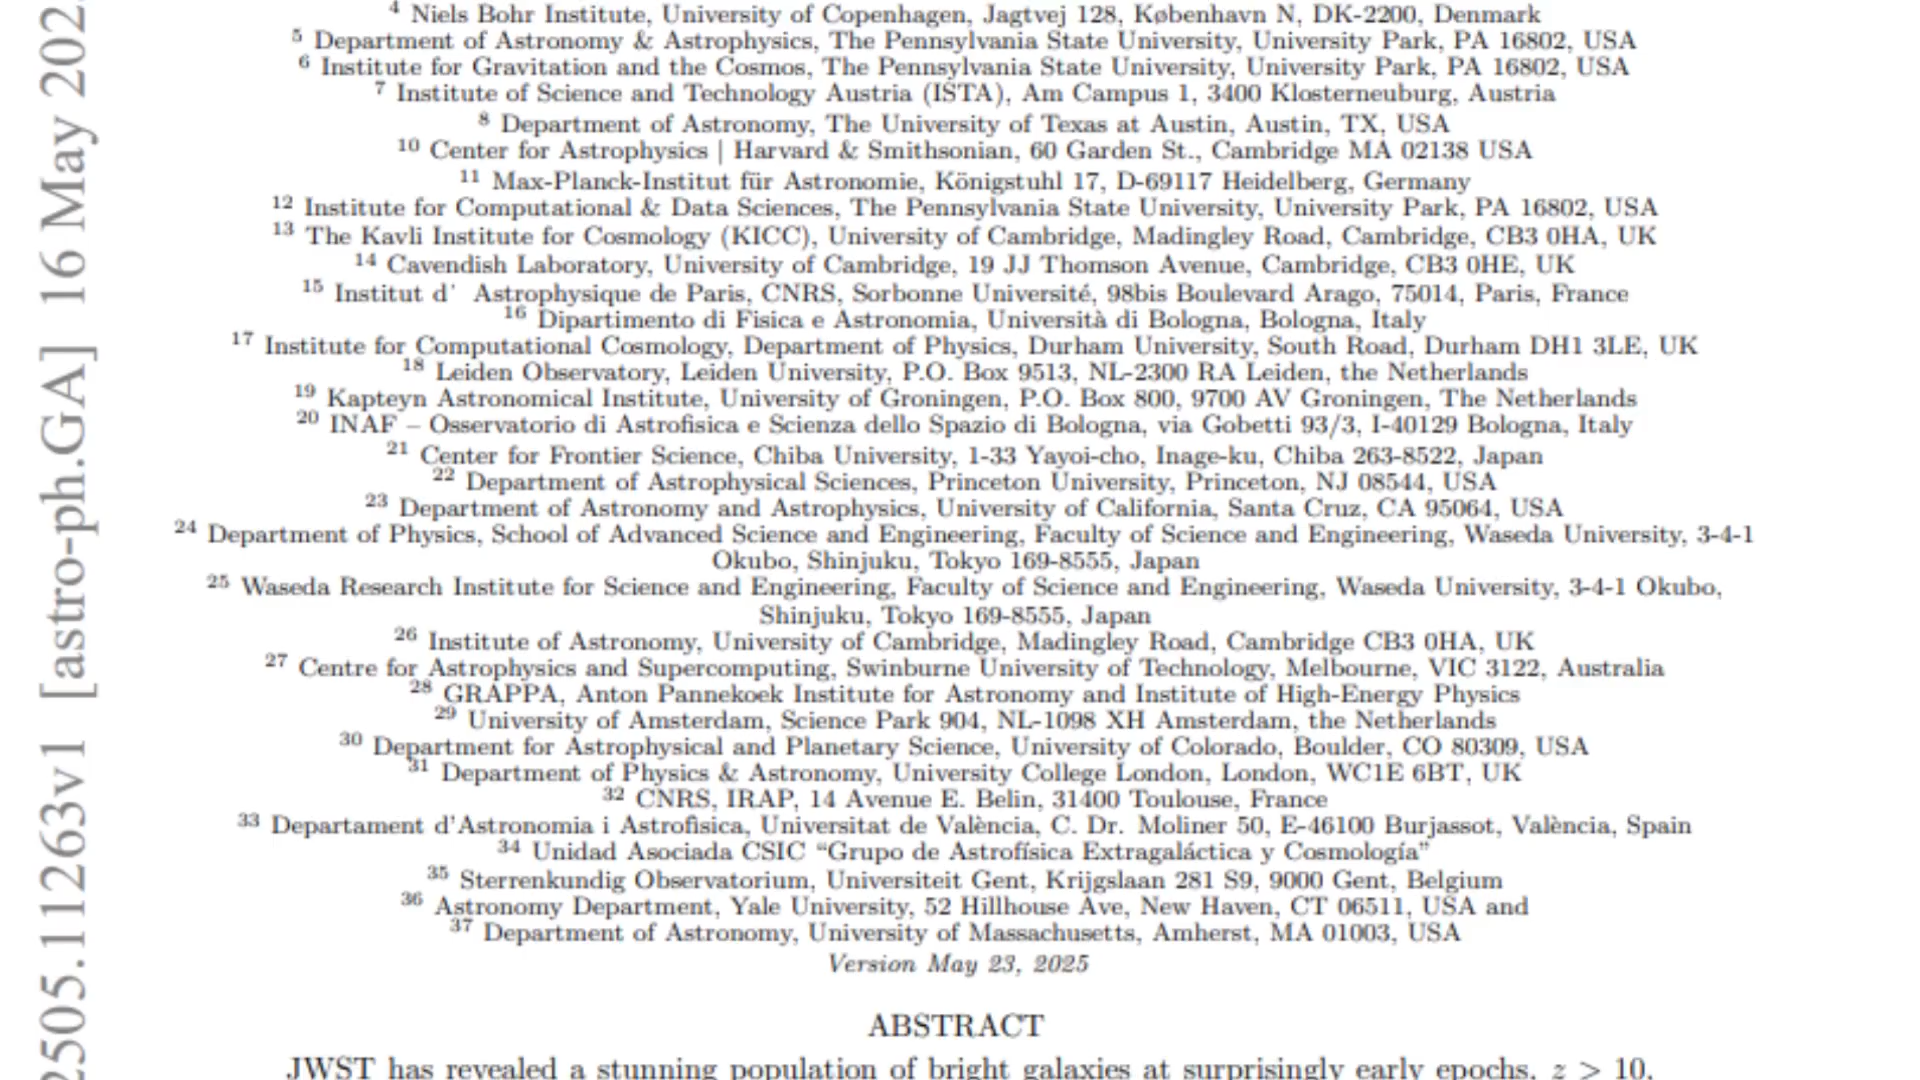 4 Niels Bohr Institute, University of Copenhagen, Jagtvej 128, København N, DK-2200, Denmark
5 Department of Astronomy & Astrophysics, The Pennsylvania State University, University Park, PA 16802, USA
6 Institute for Gravitation and the Cosmos, The Pennsylvania State University, University Park, PA 16802, USA
7 Institute of Science and Technology Austria (ISTA), Am Campus 1, 3400 Klosterneuburg, Austria
8 Department of Astronomy, The University of Texas at Austin, Austin, TX, USA
10 Center for Astrophysics | Harvard & Smithsonian, 60 Garden St., Cambridge MA 02138 USA
11 Max-Planck-Institut für Astronomie, Königstuhl 17, D-69117 Heidelberg, Germany
12 Institute for Computational & Data Sciences, The Pennsylvania State University, University Park, PA 16802, USA
13 The Kavli Institute for Cosmology (KICC), University of Cambridge, Madingley Road, Cambridge, CB3 0HA, UK
14 Cavendish Laboratory, University of Cambridge, 19 JJ Thomson Avenue, Cambridge, CB3 0HE, UK
15 Institut d' Astrophysique de Paris, CNRS, Sorbonne Université, 98bis Boulevard Arago, 75014, Paris, France
16 Dipartimento di Fisica e Astronomia, Università di Bologna, Bologna, Italy
17 Institute for Computational Cosmology, Department of Physics, Durham University, South Road, Durham DH1 3LE, UK
18 Leiden Observatory, Leiden University, P.O. Box 9513, NL-2300 RA Leiden, the Netherlands
19 Kapteyn Astronomical Institute, University of Groningen, P.O. Box 800, 9700 AV Groningen, The Netherlands
20 INAF – Osservatorio di Astrofisica e Scienza dello Spazio di Bologna, via Gobetti 93/3, I-40129 Bologna, Italy
21 Center for Frontier Science, Chiba University, 1-33 Yayoi-cho, Inage-ku, Chiba 263-8522, Japan
22 Department of Astrophysical Sciences, Princeton University, Princeton, NJ 08544, USA
23 Department of Astronomy and Astrophysics, University of California, Santa Cruz, CA 95064, USA
24 Department of Physics, School of Advanced Science and Engineering, Faculty of Science and Engineering, Waseda University, 3-4-1
Okubo, Shinjuku, Tokyo 169-8555, Japan
25 Waseda Research Institute for Science and Engineering, Faculty of Science and Engineering, Waseda University, 3-4-1 Okubo,
Shinjuku, Tokyo 169-8555, Japan
26 Institute of Astronomy, University of Cambridge, Madingley Road, Cambridge CB3 0HA, UK
27 Centre for Astrophysics and Supercomputing, Swinburne University of Technology, Melbourne, VIC 3122, Australia
28 GRAPPA, Anton Pannekoek Institute for Astronomy and Institute of High-Energy Physics
29 University of Amsterdam, Science Park 904, NL-1098 XH Amsterdam, the Netherlands
30 Department for Astrophysical and Planetary Science, University of Colorado, Boulder, CO 80309, USA
31 Department of Physics & Astronomy, University College London, London, WC1E 6BT, UK
32 CNRS, IRAP, 14 Avenue E. Belin, 31400 Toulouse, France
33 Departament d'Astronomia i Astrofisica, Universitat de València, C. Dr. Moliner 50, E-46100 Burjassot, València, Spain
34 Unidad Asociada CSIC “Grupo de Astrofísica Extragaláctica y Cosmología”
35 Sterrenkundig Observatorium, Universiteit Gent, Krijgslaan 281 S9, 9000 Gent, Belgium
36 Astronomy Department, Yale University, 52 Hillhouse Ave, New Haven, CT 06511, USA and
37 Department of Astronomy, University of Massachusetts, Amherst, MA 01003, USA
Version May 23, 2025
ABSTRACT
JWST has revealed a stunning population of bright galaxies at surprisingly early epochs, z > 10,
2505.11263v1 [astro-ph.GA] 16 May 202